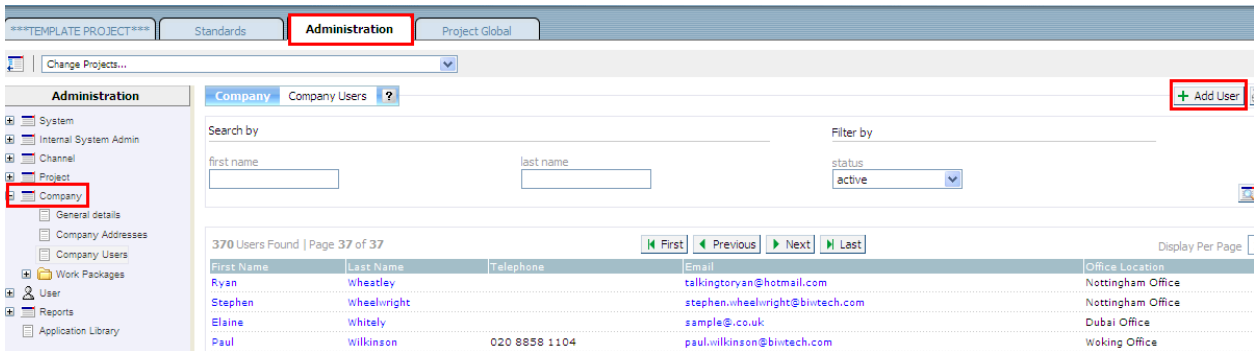 ***TEMPLATE PROJECT*** Standards Administration Project Global
Change Projects...
Administration
System
Internal System Admin
Channel
Project
Company
General details
Company Addresses
Company Users
Work Packages
User
Reports
Application Library
Company Company Users ? + Add User
Search by Filter by
first name last name status
active
370 Users Found | Page 37 of 37 First Previous Next Last Display Per Page
First Name Last Name Telephone Email Office Location
Ryan Wheatley talkingtoryan@hotmail.com Nottingham Office
Stephen Wheelwright stephen.wheelwright@biwtech.com Nottingham Office
Elaine Whitely sample@.co.uk Dubai Office
Paul Wilkinson 020 8858 1104 paul.wilkinson@biwtech.com Woking Office